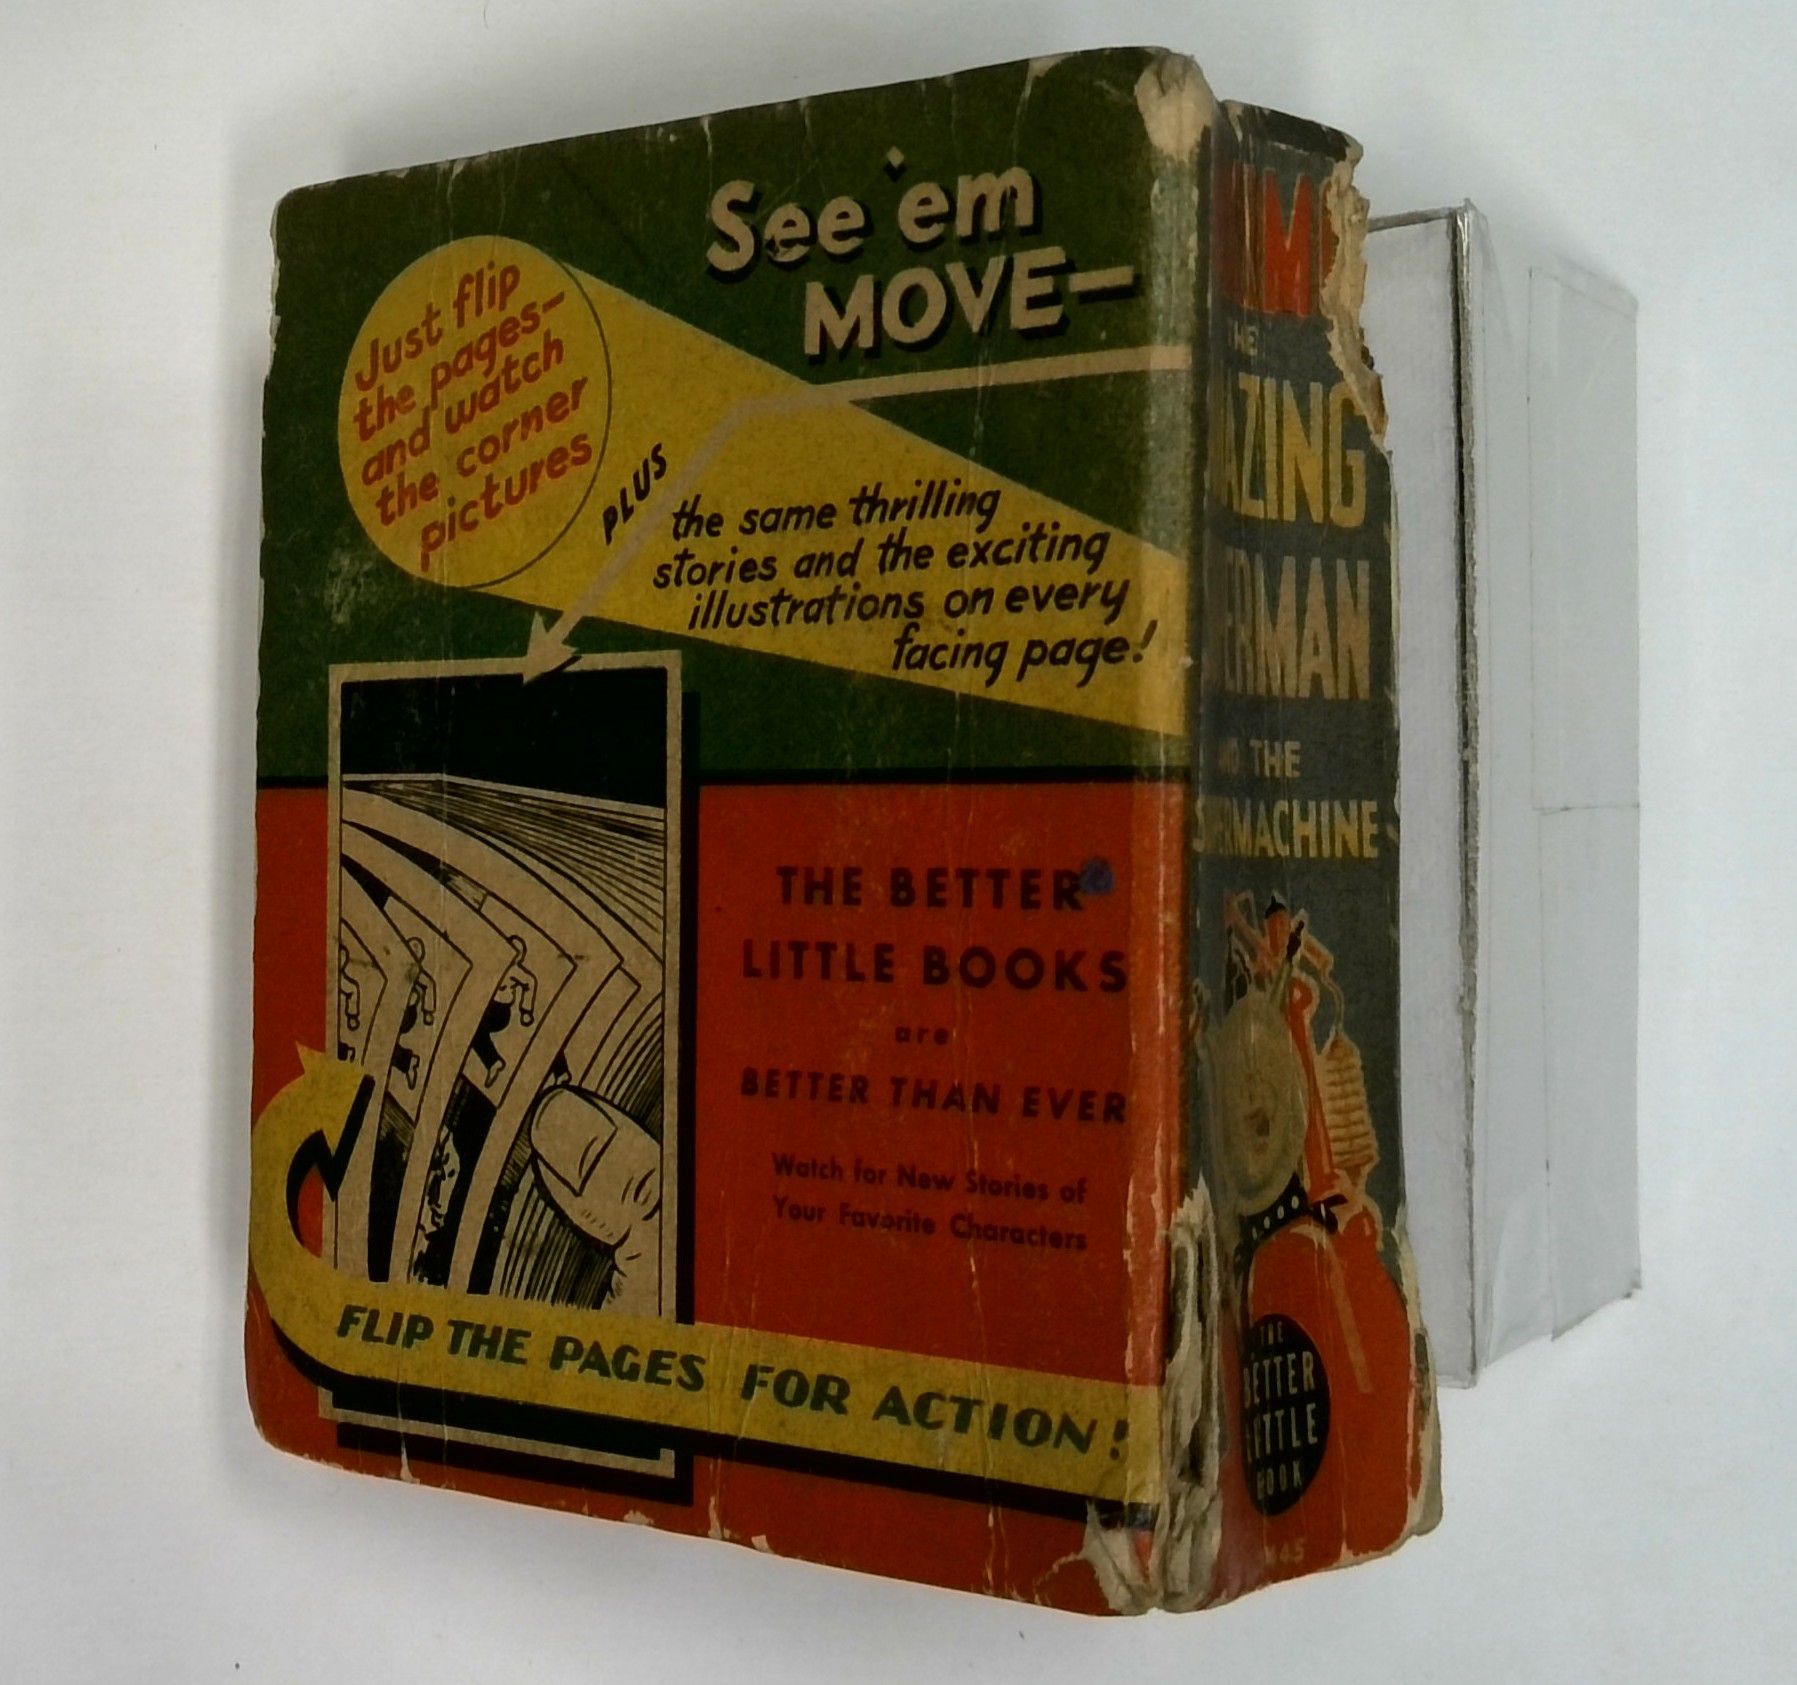 See 'em
MOVE—
Just flip
the pages—
and watch
the corner
pictures
PLUS
the same thrilling
stories and the exciting
illustrations on every
facing page!
THE BETTER
LITTLE BOOKS
are
BETTER THAN EVER
Watch for New Stories of
Your Favorite Characters
FLIP THE PAGES FOR ACTION!
THE
AZING
ERMAN
THE
SUPERMACHINE
THE
BETTER
LITTLE
BOOK